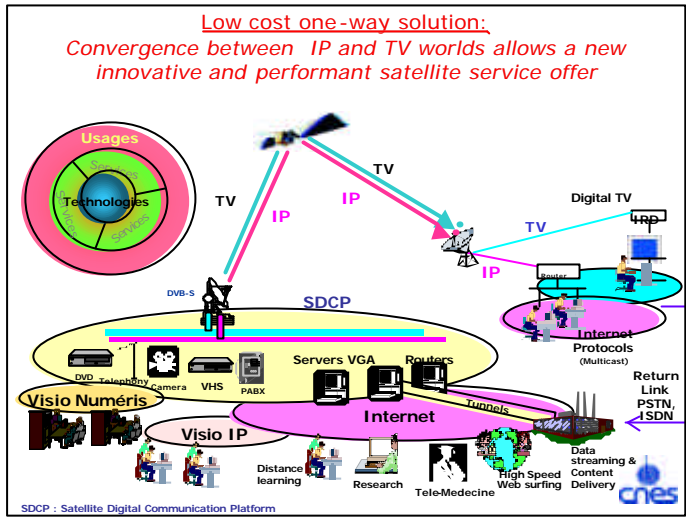 Low cost one-way solution:
Convergence between IP and TV worlds allows a new
innovative and performant satellite service offer
Usages
Services
Services
Services
Technologies
TV
IP
TV
IP
Digital TV
IRD
TV
IP
Router
DVB-S
SDCP
Internet
Protocols
(Multicast)
DVD
Telephony
Camera
VHS
PABX
Servers VGA
Routers
Return
Link
PSTN,
ISDN
Visio Numéris
Visio IP
Internet
Tunnels
Distance
learning
Research
Tele-Medecine
High Speed
Web surfing
Data
streaming &
Content
Delivery
cnes
SDCP : Satellite Digital Communication Platform